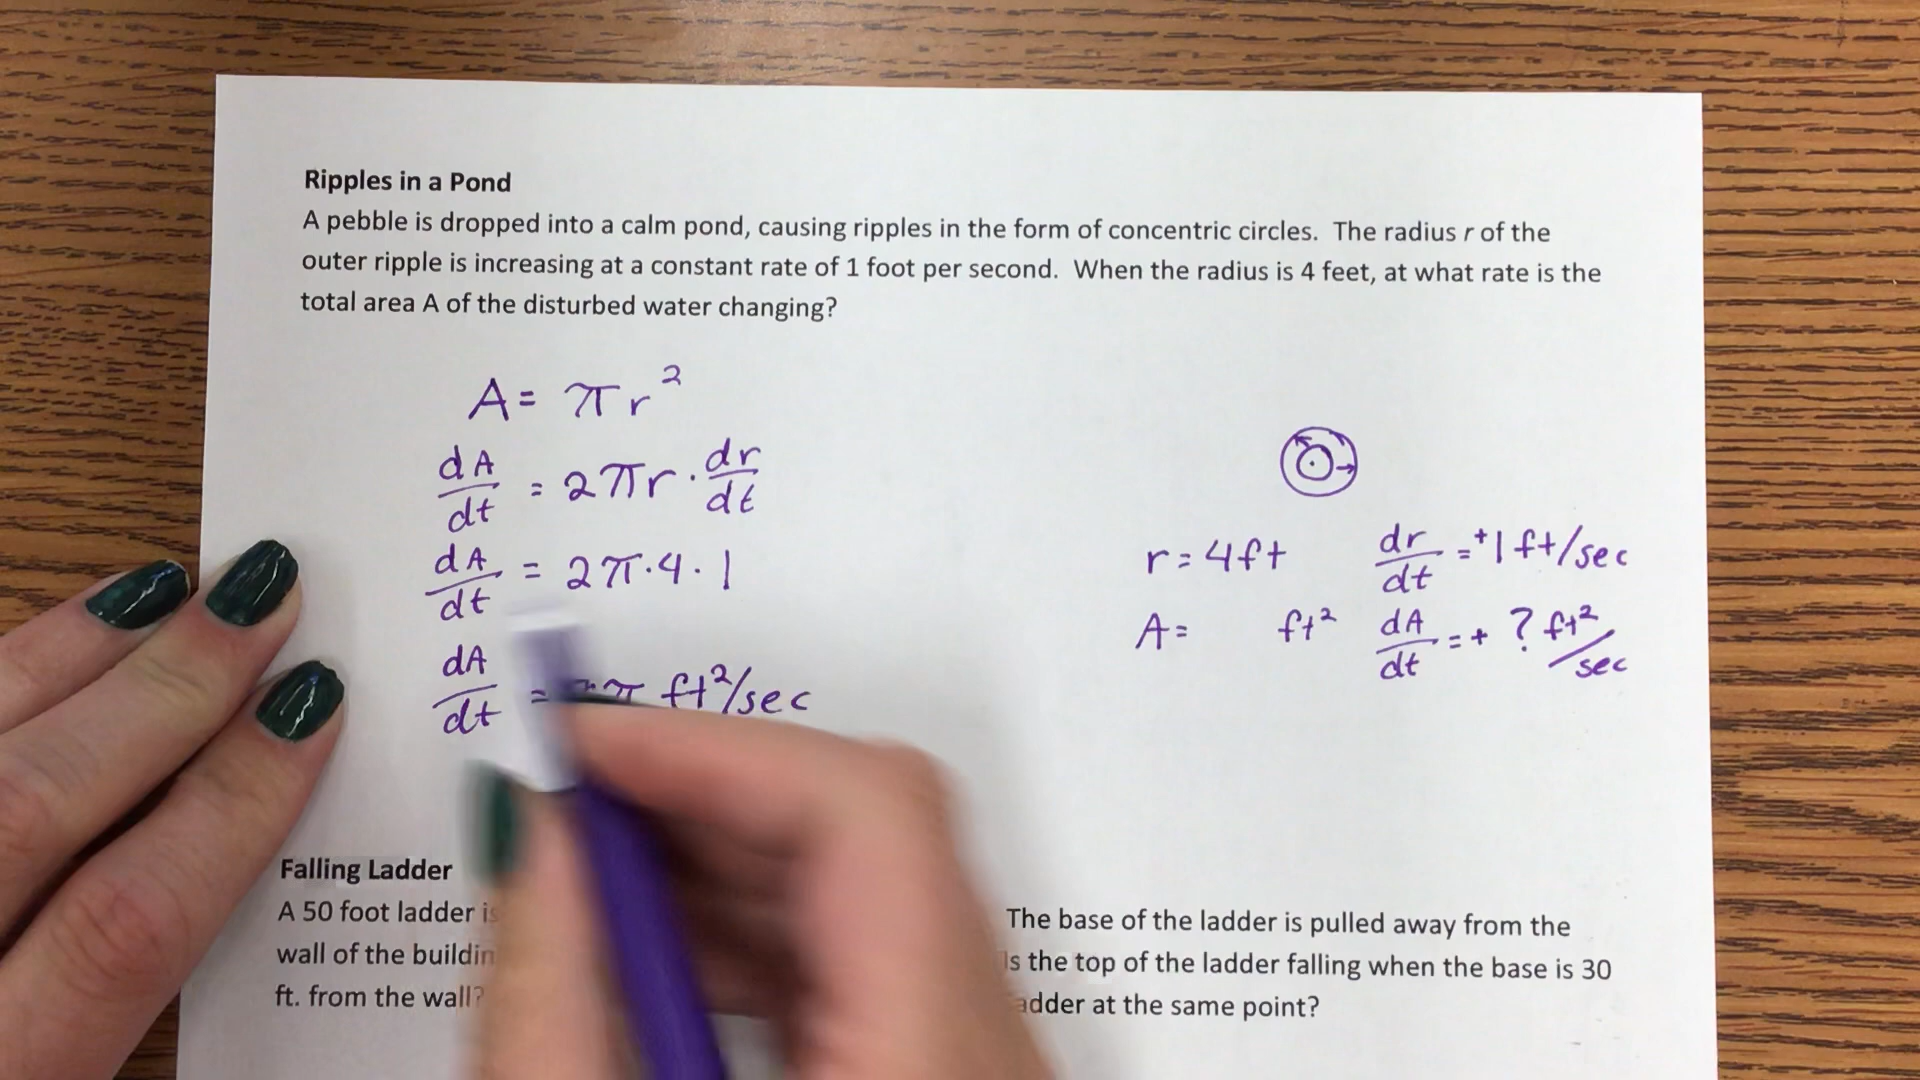 Ripples in a Pond
A pebble is dropped into a calm pond, causing ripples in the form of concentric circles. The radius r of the
outer ripple is increasing at a constant rate of 1 foot per second. When the radius is 4 feet, at what rate is the
total area A of the disturbed water changing?
A = πr²
dA/dt = 2πr · dr/dt
dA/dt = 2π·4·1
dA/dt = π ft²/sec
r = 4ft dr/dt = +1 ft/sec
A = ft² dA/dt = + ? ft²/sec
Falling Ladder
A 50 foot ladder is The base of the ladder is pulled away from the
wall of the the top of the ladder falling when the base is 30
ft. from the wall? at the same point?